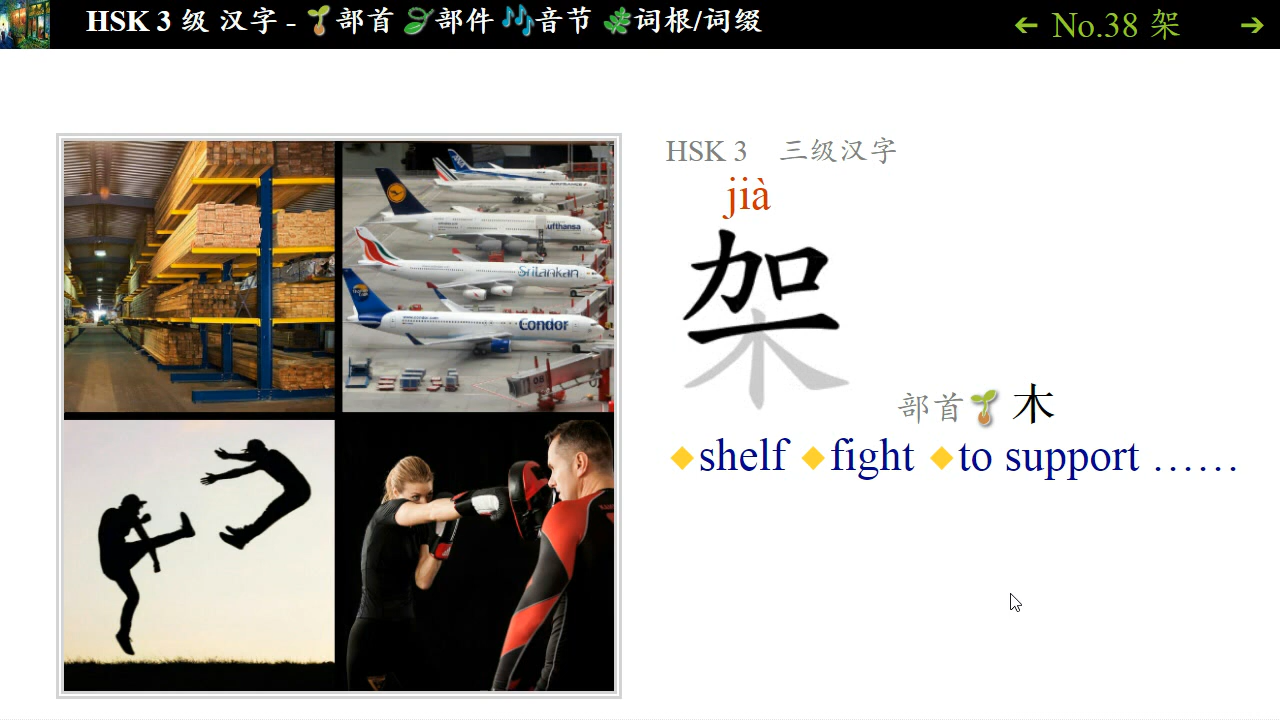 HSK 3 级 汉字 - 🌱部首 🍃部件 🎶音节 🌿词根/词缀
← No.38 架 →
HSK 3 三级汉字
jià
架
部首🌱 木
◆shelf ◆fight ◆to support ……
Lufthansa
SriLankan
Condor